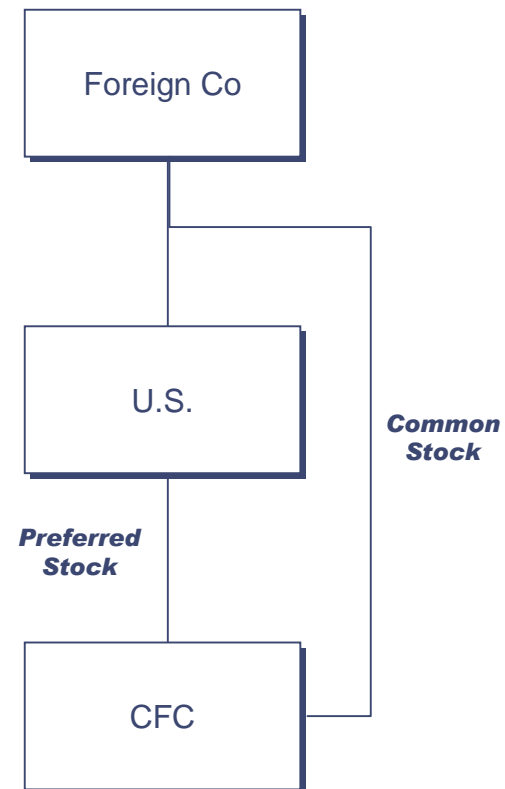 Foreign Co
U.S.
Common
Stock
Preferred
Stock
CFC